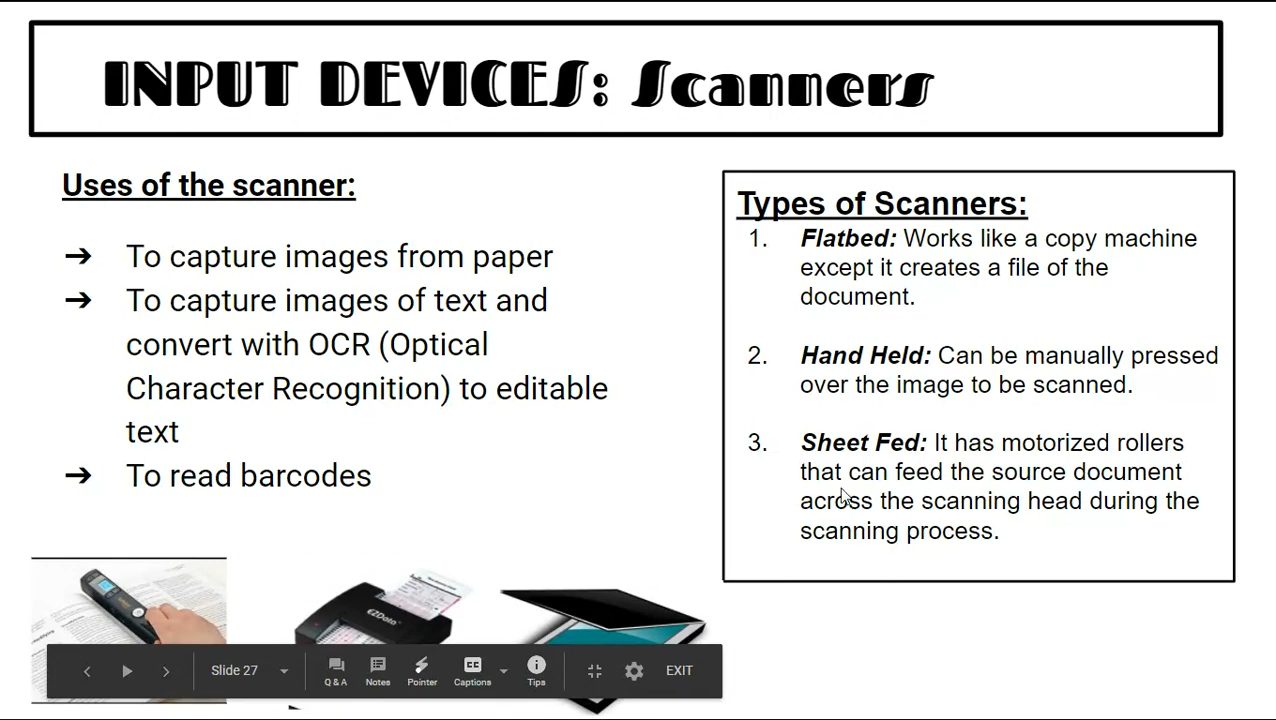 INPUT DEVICES: Scanners
Uses of the scanner:
➔ To capture images from paper
➔ To capture images of text and
convert with OCR (Optical
Character Recognition) to editable
text
➔ To read barcodes
Types of Scanners:
1. Flatbed: Works like a copy machine
except it creates a file of the
document.
2. Hand Held: Can be manually pressed
over the image to be scanned.
3. Sheet Fed: It has motorized rollers
that can feed the source document
across the scanning head during the
scanning process.
EZData
Slide 27
Q & A
Notes
Pointer
CC
Captions
Tips
EXIT